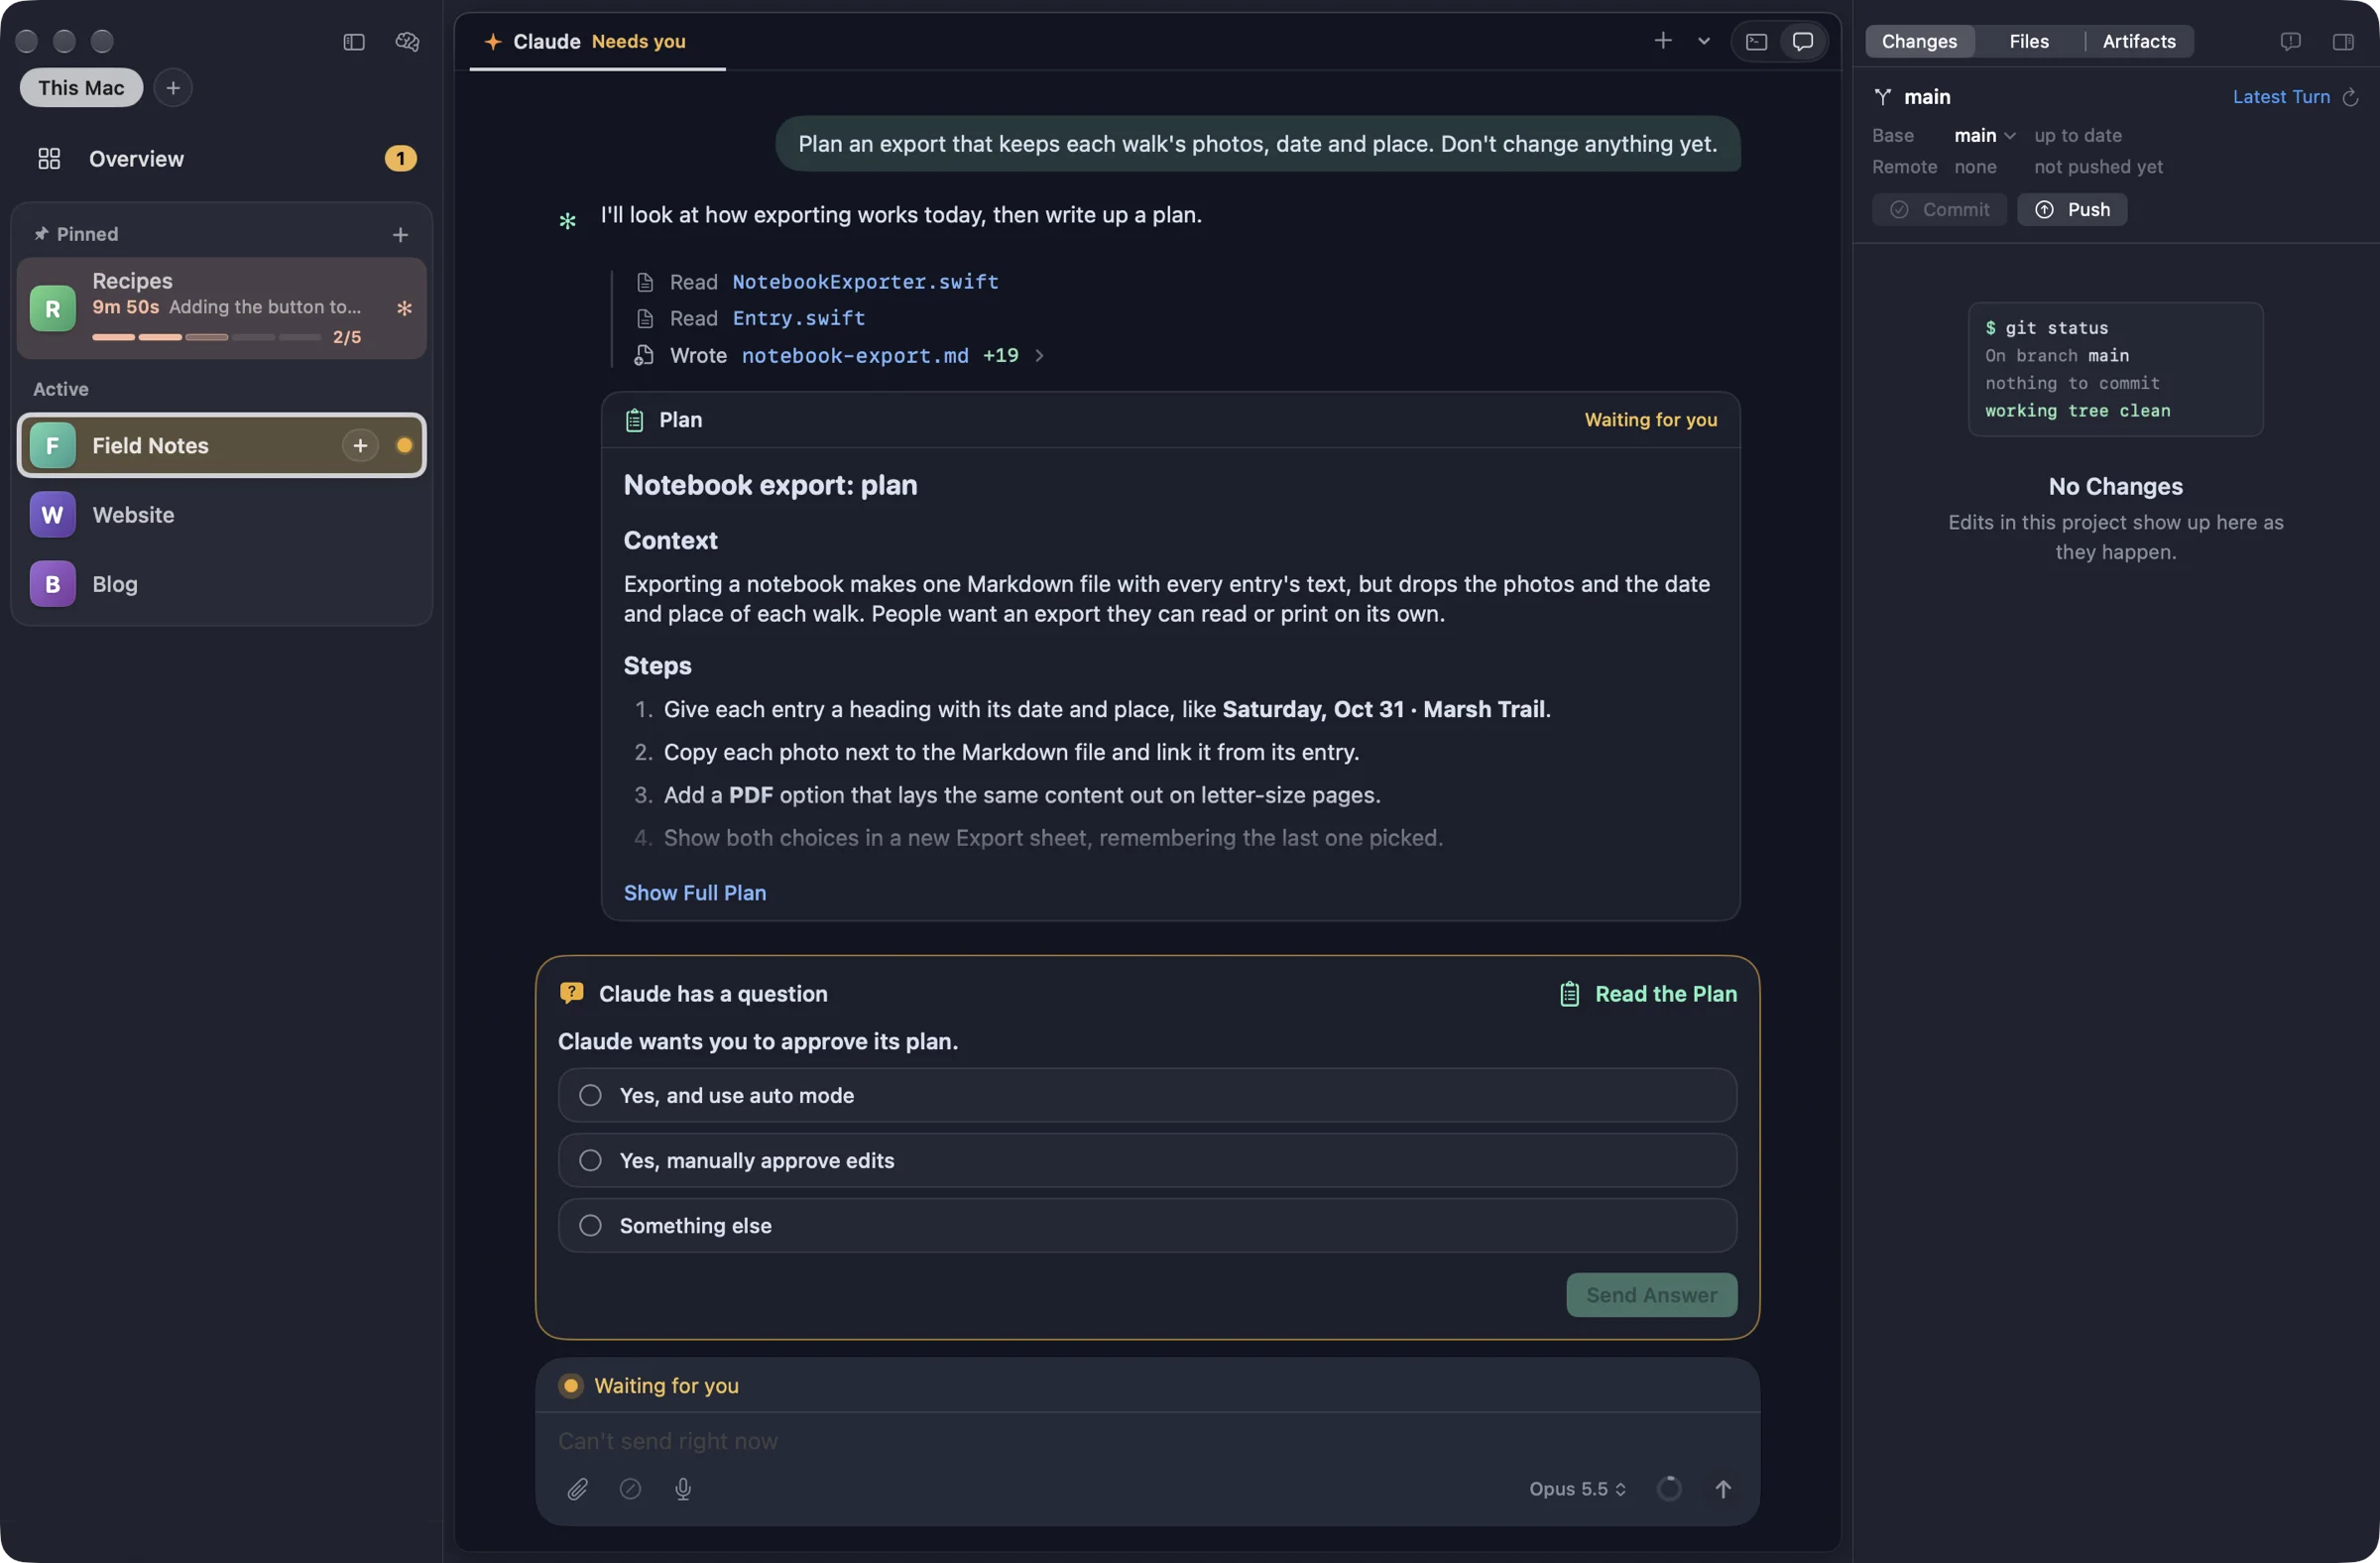 This Mac
Overview
1
Pinned
R
Recipes
9m 50s Adding the button to...
2/5
Active
F
Field Notes
W
Website
B
Blog
Claude Needs you
Plan an export that keeps each walk's photos, date and place. Don't change anything yet.
I'll look at how exporting works today, then write up a plan.
Read NotebookExporter.swift
Read Entry.swift
Wrote notebook-export.md +19
Plan
Waiting for you
Notebook export: plan
Context
Exporting a notebook makes one Markdown file with every entry's text, but drops the photos and the date
and place of each walk. People want an export they can read or print on its own.
Steps
1. Give each entry a heading with its date and place, like Saturday, Oct 31 · Marsh Trail.
2. Copy each photo next to the Markdown file and link it from its entry.
3. Add a PDF option that lays the same content out on letter-size pages.
4. Show both choices in a new Export sheet, remembering the last one picked.
Show Full Plan
Claude has a question
Read the Plan
Claude wants you to approve its plan.
Yes, and use auto mode
Yes, manually approve edits
Something else
Send Answer
Waiting for you
Can't send right now
Opus 5.5
Changes
Files
Artifacts
main
Latest Turn
Base main up to date
Remote none not pushed yet
Commit
Push
$ git status
On branch main
nothing to commit
working tree clean
No Changes
Edits in this project show up here as
they happen.